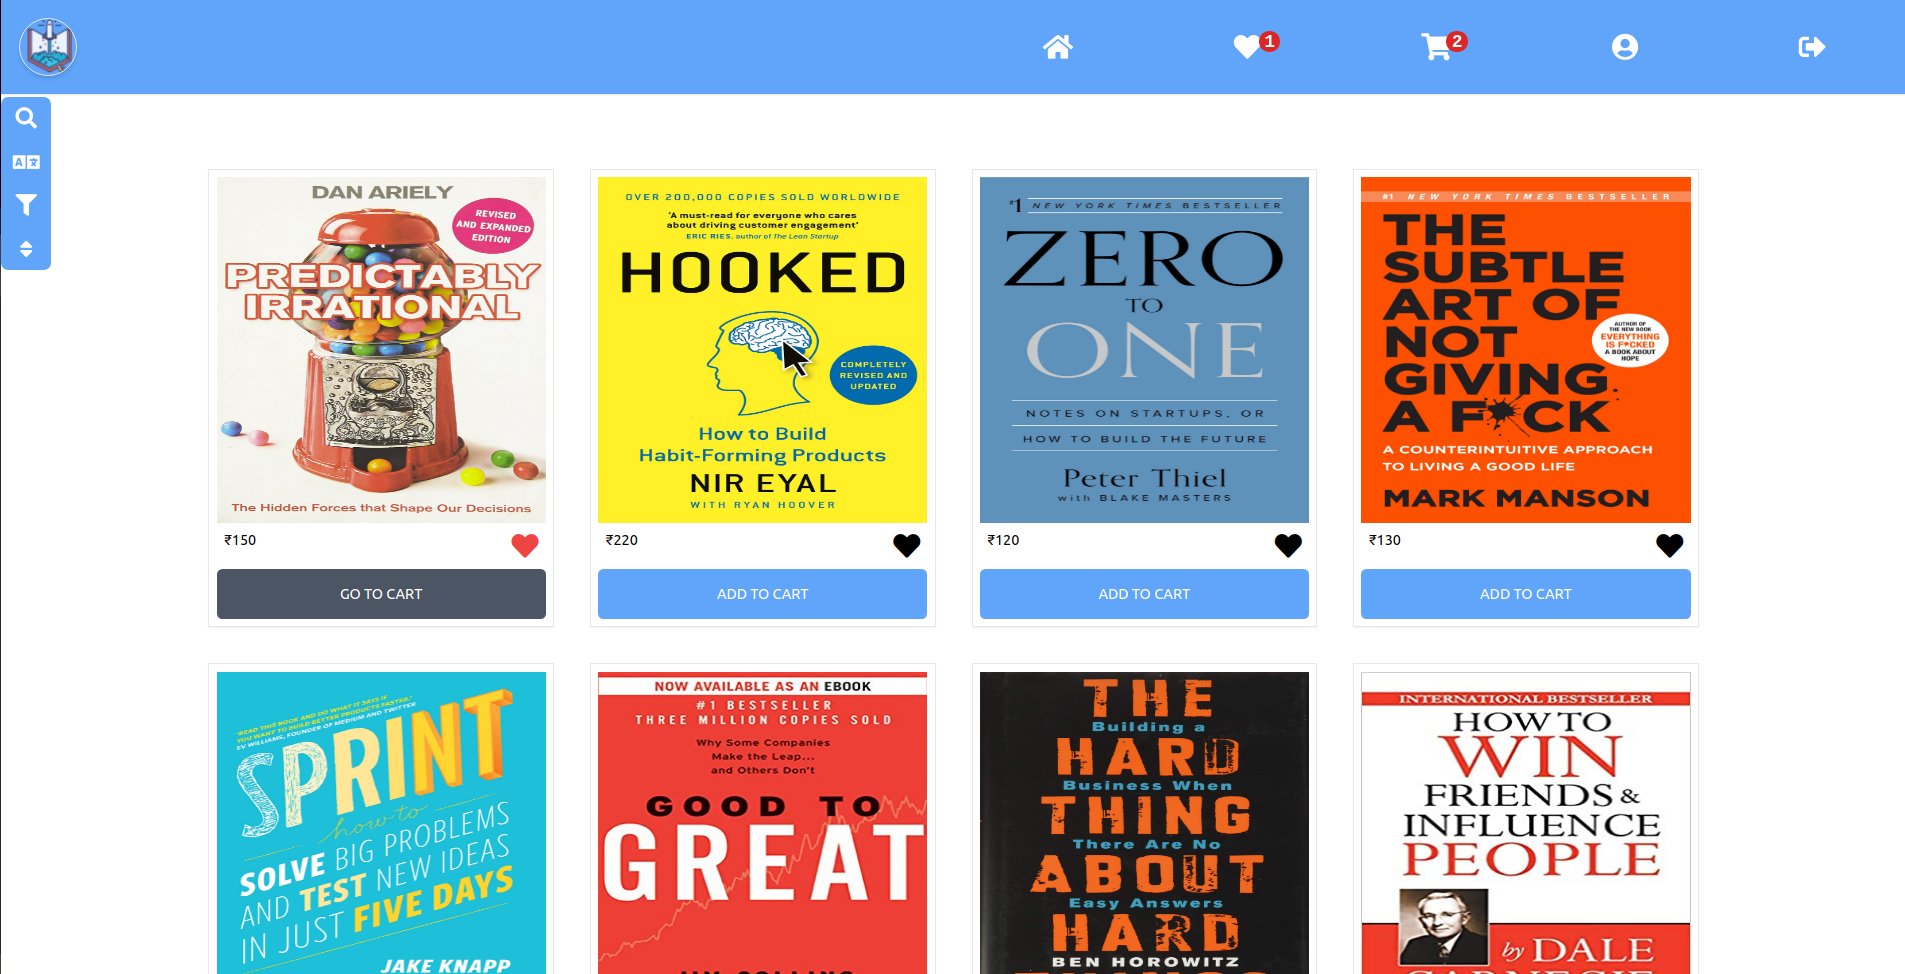 1
2
A
DAN ARIELY
REVISED
AND EXPANDED
EDITION
PREDICTABLY
IRRATIONAL
The Hidden Forces that Shape Our Decisions
₹150
GO TO CART
OVER 200,000 COPIES SOLD WORLDWIDE
'A must-read for everyone who cares
about driving customer engagement'
ERIC RIES, author of The Lean Startup
HOOKED
COMPLETELY
REVISED AND
UPDATED
How to Build
Habit-Forming Products
NIR EYAL
WITH RYAN HOOVER
₹220
ADD TO CART
#1 NEW YORK TIMES BESTSELLER
ZERO
TO
ONE
NOTES ON STARTUPS, OR
HOW TO BUILD THE FUTURE
Peter Thiel
with BLAKE MASTERS
₹120
ADD TO CART
#1 NEW YORK TIMES BESTSELLER
THE
SUBTLE
ART OF
NOT
GIVING
A F*CK
AUTHOR OF
THE NEW BOOK
EVERYTHING
IS F*CKED
A BOOK ABOUT
HOPE
A COUNTERINTUITIVE APPROACH
TO LIVING A GOOD LIFE
MARK MANSON
₹130
ADD TO CART
"READ THIS BOOK AND DO WHAT IT SAYS IF
YOU WANT TO BUILD BETTER PRODUCTS FASTER."
EV WILLIAMS, FOUNDER OF MEDIUM AND TWITTER
SPRINT
how to
SOLVE BIG PROBLEMS
AND TEST NEW IDEAS
IN JUST FIVE DAYS
JAKE KNAPP
NOW AVAILABLE AS AN EBOOK
#1 BESTSELLER
THREE MILLION COPIES SOLD
Why Some Companies
Make the Leap...
and Others Don't
GOOD TO
GREAT
THE
Building a
HARD
Business When
THING
There Are No
ABOUT
Easy Answers
HARD
BEN HOROWITZ
INTERNATIONAL BESTSELLER
HOW TO
WIN
FRIENDS &
INFLUENCE
PEOPLE
by DALE